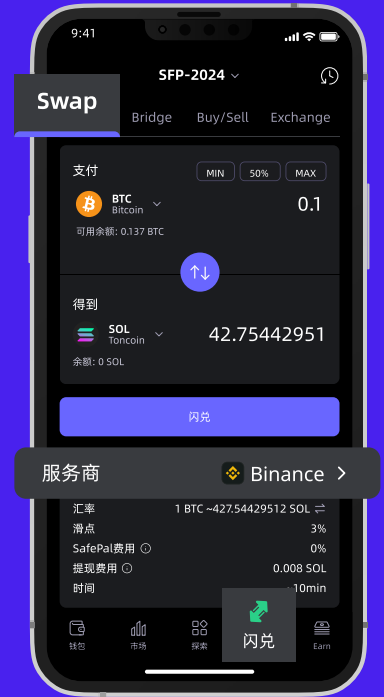 9:41
SFP-2024
Swap
Bridge
Buy/Sell
Exchange
支付
MIN
50%
MAX
BTC
Bitcoin
0.1
可用余额: 0.137 BTC
得到
SOL
Toncoin
42.75442951
余额: 0 SOL
闪兑
服务商
Binance
汇率
1 BTC ~427.54429512 SOL
滑点
3%
SafePal费用
0%
提现费用
0.008 SOL
时间
10min
钱包
市场
探索
闪兑
Earn